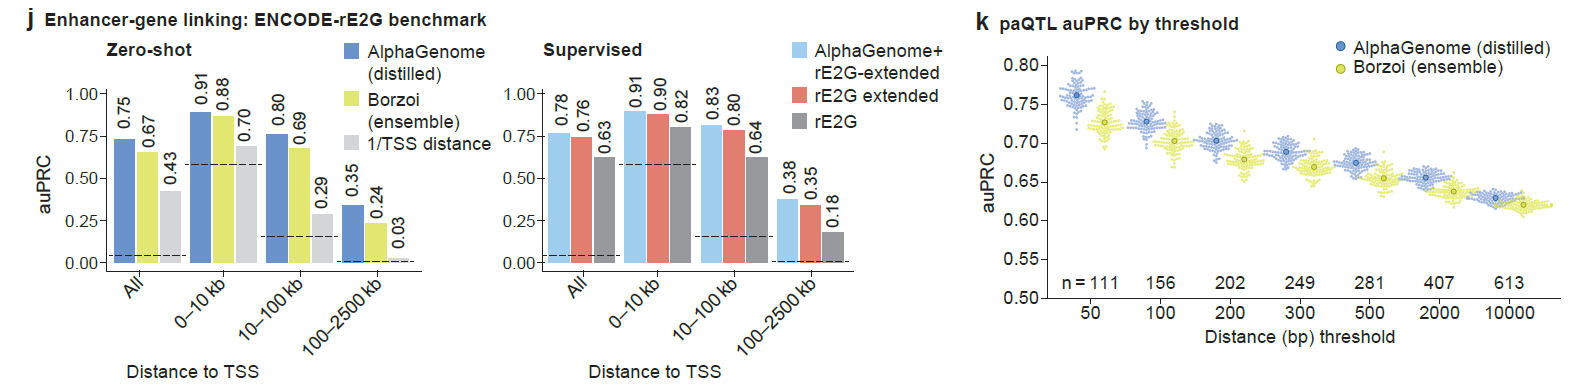 j Enhancer-gene linking: ENCODE-rE2G benchmark
Zero-shot
AlphaGenome
(distilled)
Borzoi
(ensemble)
1/TSS distance
auPRC
1.00
0.75
0.50
0.25
0.00
0.75
0.67
0.43
0.91
0.88
0.70
0.80
0.69
0.29
0.35
0.24
0.03
All
0–10 kb
10–100 kb
100–2500 kb
Distance to TSS
Supervised
AlphaGenome+
rE2G-extended
rE2G extended
rE2G
1.00
0.75
0.50
0.25
0.00
0.78
0.76
0.63
0.91
0.90
0.82
0.83
0.80
0.64
0.38
0.35
0.18
All
0–10 kb
10–100 kb
100–2500 kb
Distance to TSS
k paQTL auPRC by threshold
AlphaGenome (distilled)
Borzoi (ensemble)
auPRC
0.80
0.75
0.70
0.65
0.60
0.55
0.50
n = 111 156 202 249 281 407 613
50 100 200 300 500 2000 10000
Distance (bp) threshold